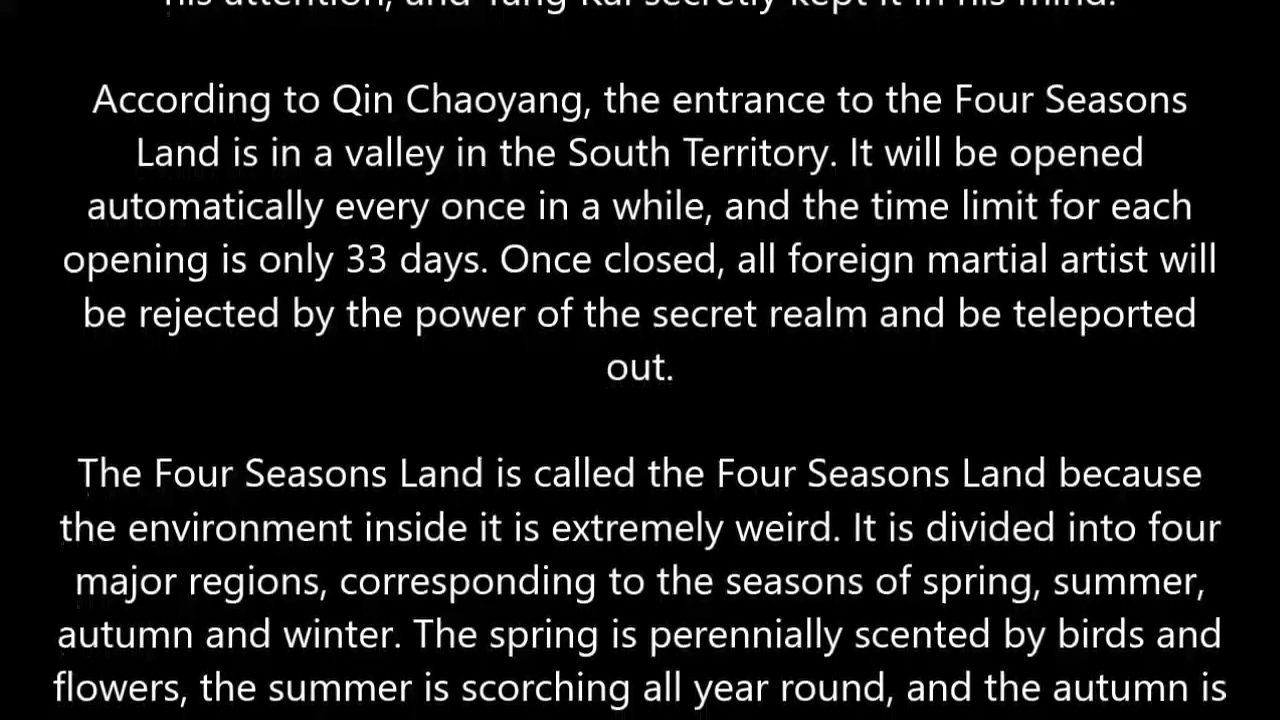 his attention, and Yang Kai secretly kept it in his mind.
According to Qin Chaoyang, the entrance to the Four Seasons
Land is in a valley in the South Territory. It will be opened
automatically every once in a while, and the time limit for each
opening is only 33 days. Once closed, all foreign martial artist will
be rejected by the power of the secret realm and be teleported
out.
The Four Seasons Land is called the Four Seasons Land because
the environment inside it is extremely weird. It is divided into four
major regions, corresponding to the seasons of spring, summer,
autumn and winter. The spring is perennially scented by birds and
flowers, the summer is scorching all year round, and the autumn is